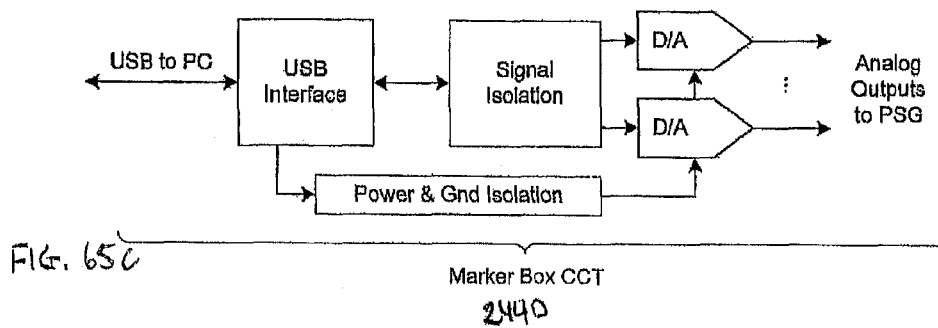 USB to PC
USB
Interface
Signal
Isolation
D/A
D/A
...
Analog
Outputs
to PSG
Power & Gnd Isolation
FIG. 65C
Marker Box CCT
2440